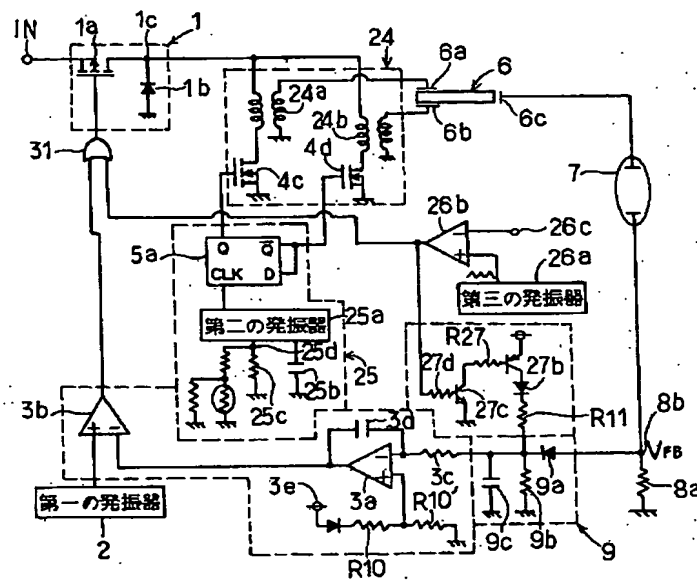 IN
1a
1c
1
1b
24
24a
24b
6a
6
6b
6c
31
4c
4d
7
5a
Q
Q̅
CLK
D
26b
26c
26a
第三の発振器
第二の発振器
25a
25d
25
25c
25b
R27
27d
27b
27c
R11
3b
3d
8b
VFB
3c
9a
8a
3a
3e
R10'
9c
9b
9
第一の発振器
2
R10